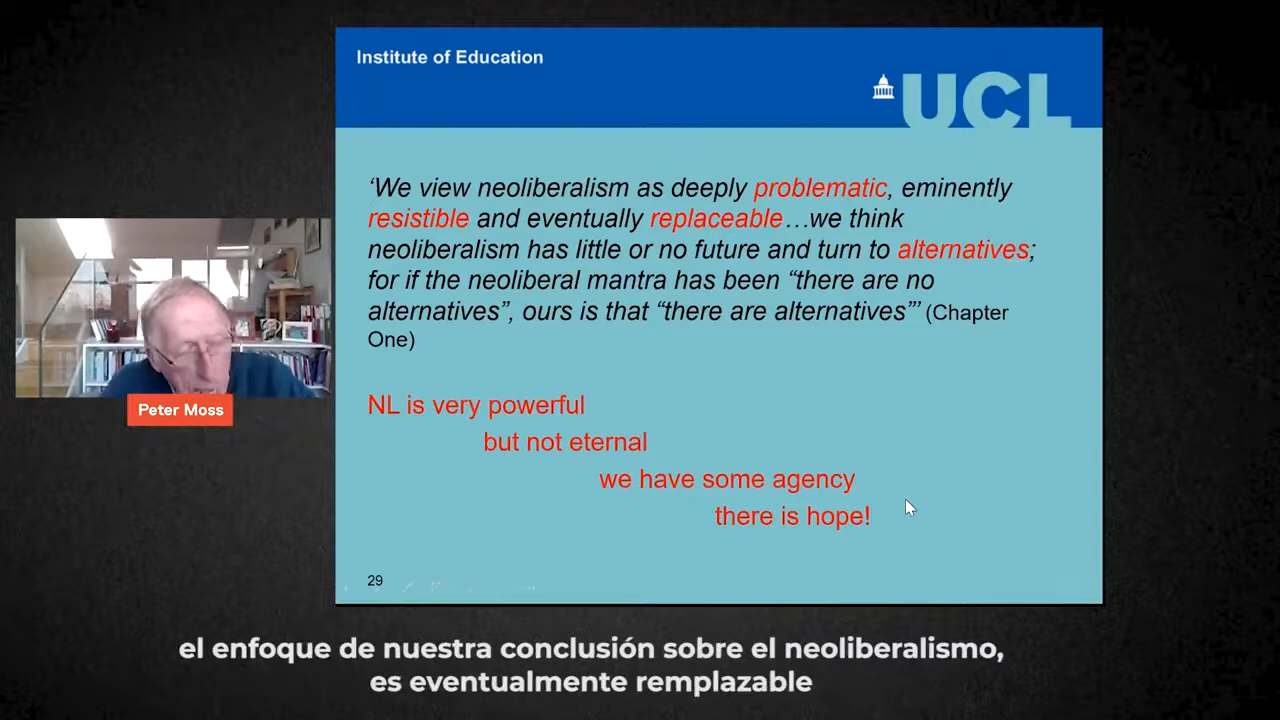 Institute of Education
UCL
‘We view neoliberalism as deeply problematic, eminently
resistible and eventually replaceable…we think
neoliberalism has little or no future and turn to alternatives;
for if the neoliberal mantra has been “there are no
alternatives”, ours is that “there are alternatives”’ (Chapter
One)
NL is very powerful
but not eternal
we have some agency
there is hope!
29
Peter Moss
el enfoque de nuestra conclusión sobre el neoliberalismo,
es eventualmente remplazable